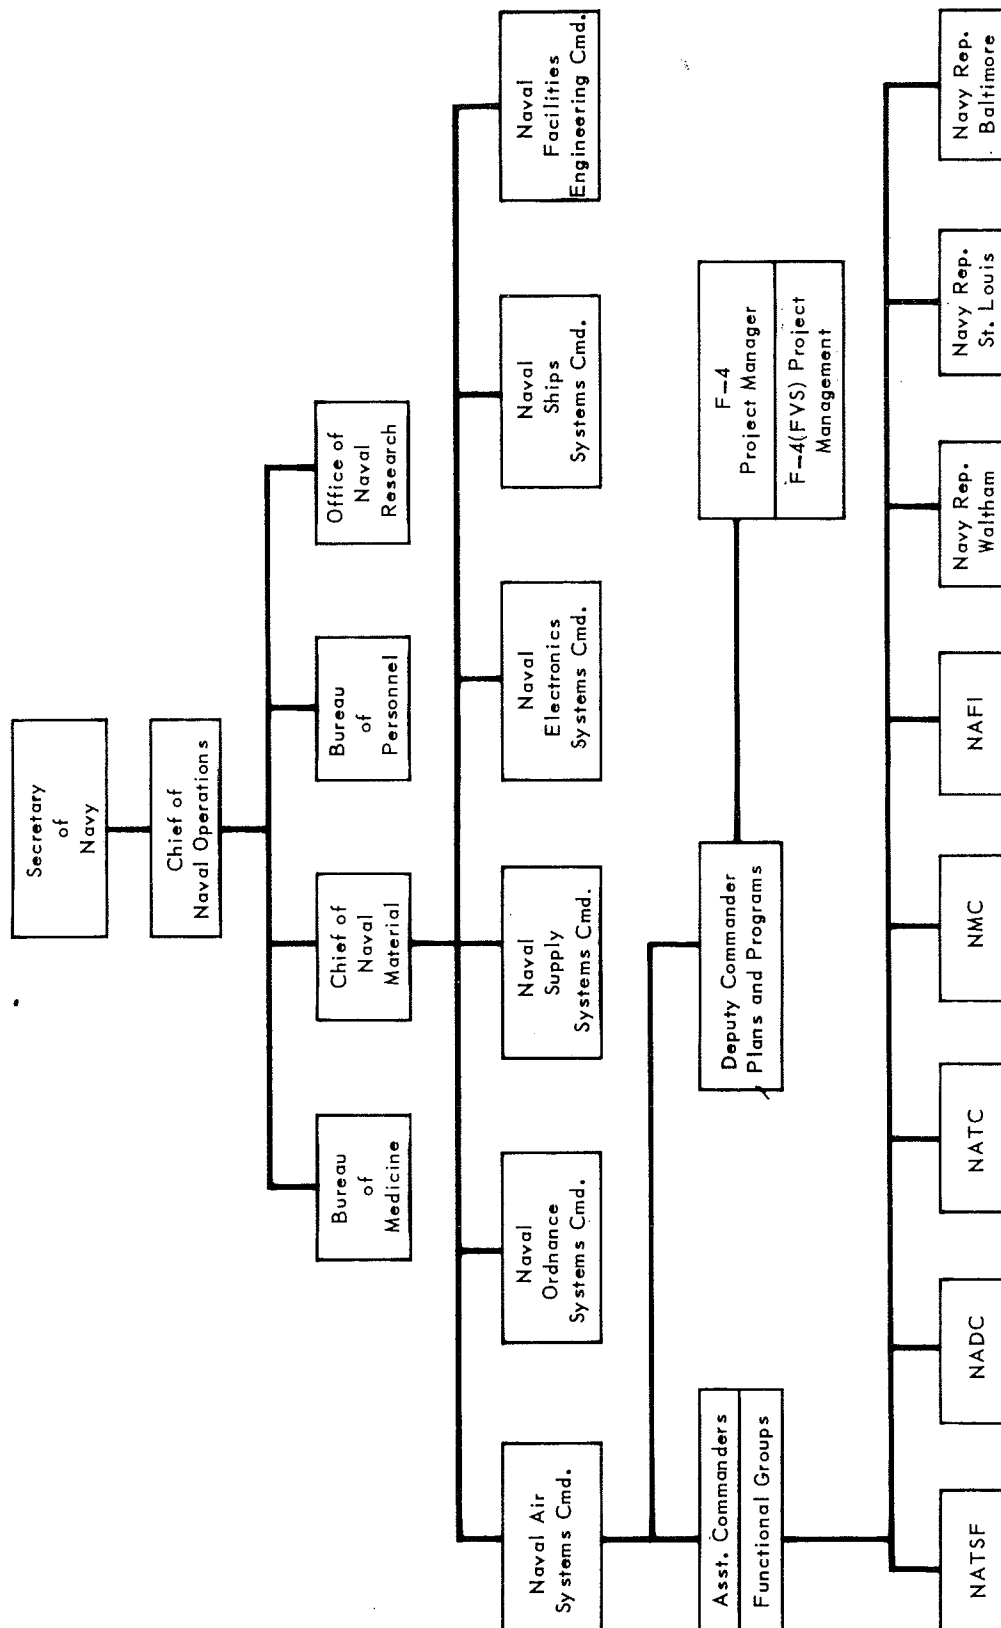 Secretary
of
Navy
Chief of
Naval Operations
Bureau
of
Medicine
Chief of
Naval
Material
Bureau
of
Personnel
Office of
Naval
Research
Naval Air
Systems Cmd.
Naval
Ordnance
Systems Cmd.
Naval
Supply
Systems Cmd.
Naval
Electronics
Systems Cmd.
Naval
Ships
Systems Cmd.
Naval
Facilities
Engineering Cmd.
Asst. Commanders
Functional Groups
Deputy Commander
Plans and Programs
F-4
Project Manager
F-4(FVS) Project
Management
NATSF
NADC
NATC
NMC
NAFI
Navy Rep.
Waltham
Navy Rep.
St. Louis
Navy Rep.
Baltimore